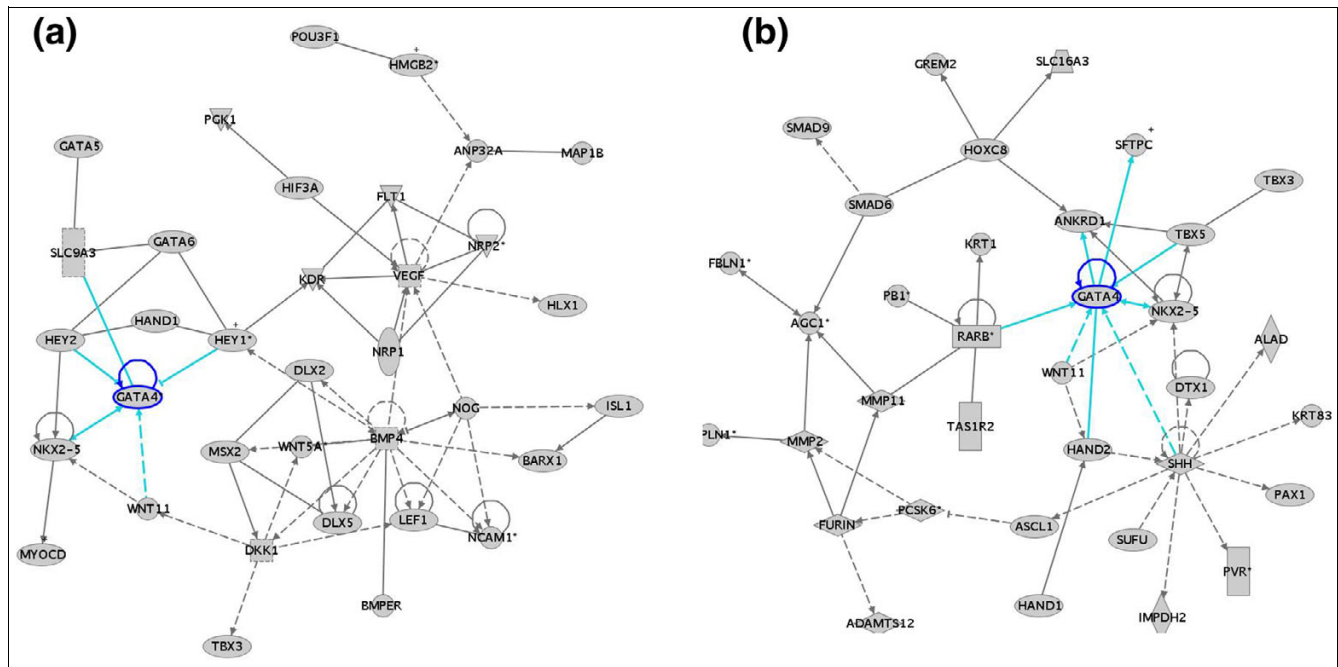 (a)
POU3F1
+
HMGB2*
PGK1
GATA5
ANP32A
MAP1B
HIF3A
FLT1
GATA6
SLC9A3
NRP2*
KDR
VEGF
HLX1
HAND1
+
HEY2
HEY1*
NRP1
DLX2
GATA4*
NOG
ISL1
BMP4
NKX2-5
MSX2
WNT5A*
BARX1
WNT11
DLX5
LEF1
NCAM1*
MYOCD
DKK1
BMPER
TBX3
(b)
GREM2
SLC16A3
SMAD9
+
SFTPC
HOXC8
TBX3
SMAD6
ANKRD1
TBX5
KRT1
FBLN1*
PB1*
GATA4
NKX2-5
AGC1*
RARB*
ALAD
WNT11
DTX1
MMP11
KRT83
TAS1R2
PLN1*
MMP2
HAND2
SHH
PAX1
PCSK6*
FURIN
ASCL1
SUFU
PVR*
HAND1
IMPDH2
ADAMTS12